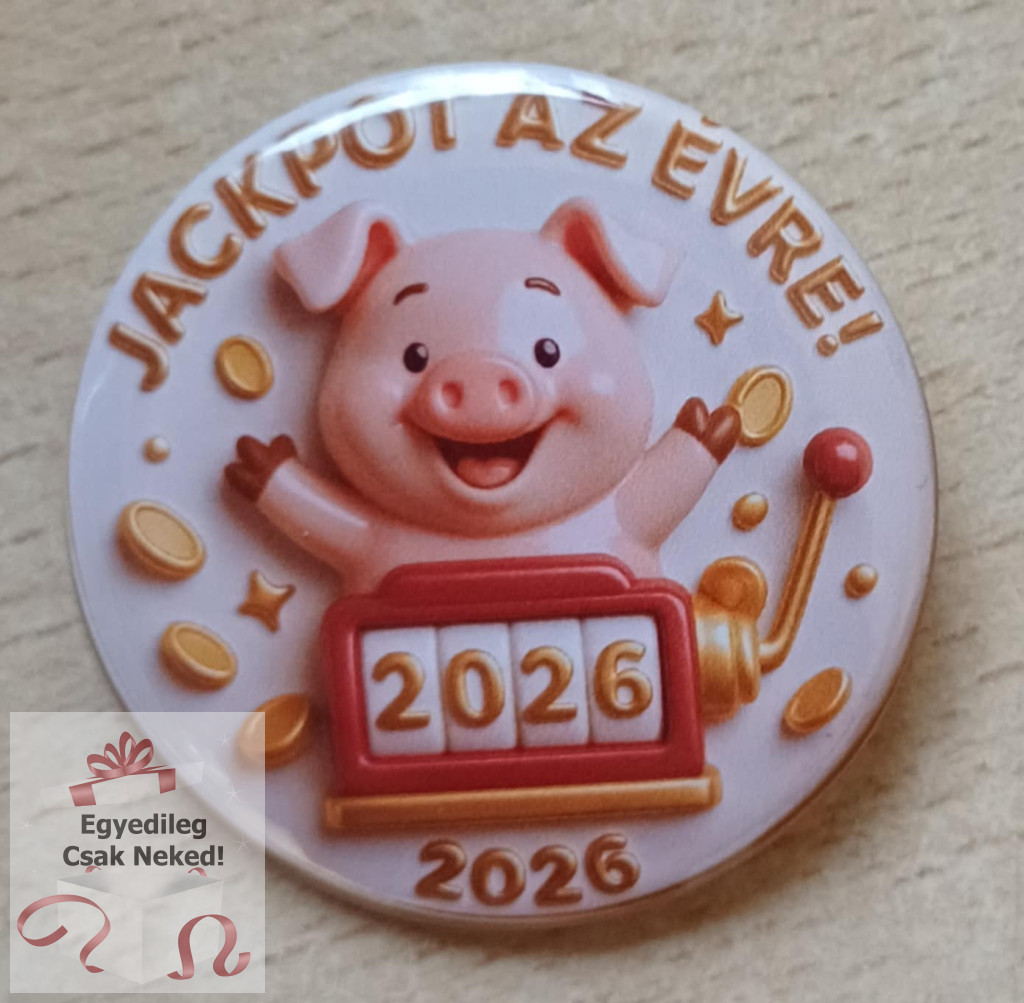 JACKPOT AZ ÉVRE!
2026
2026
Egyedileg
Csak Neked!